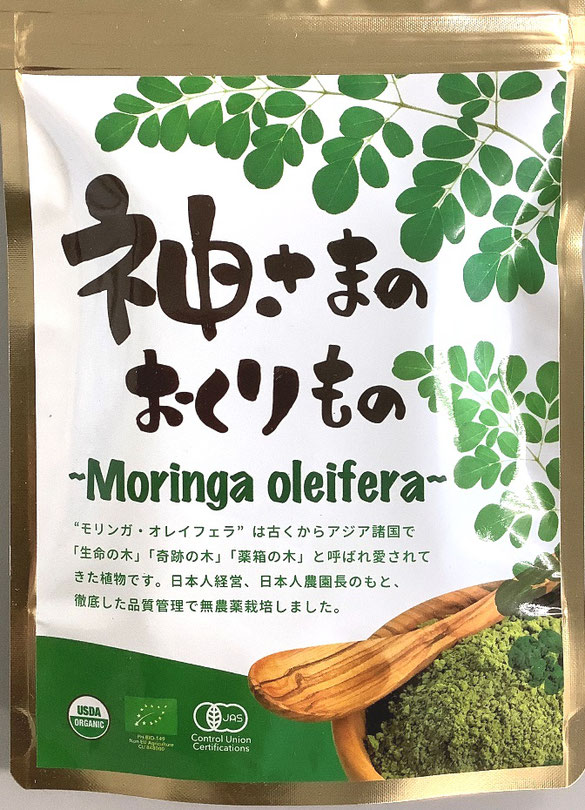 神さまの
おくりもの
~Moringa oleifera~
“モリンガ・オレイフェラ” は古くからアジア諸国で
「生命の木」「奇跡の木」「薬箱の木」と呼ばれ愛されて
きた植物です。日本人経営、日本人農園長のもと、
徹底した品質管理で無農薬栽培しました。
USDA
ORGANIC
Non EU Agriculture
JAS
Control Union
Certifications